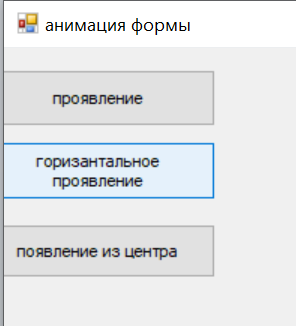 анимация формы
проявление
горизантальное
проявление
появление из центра